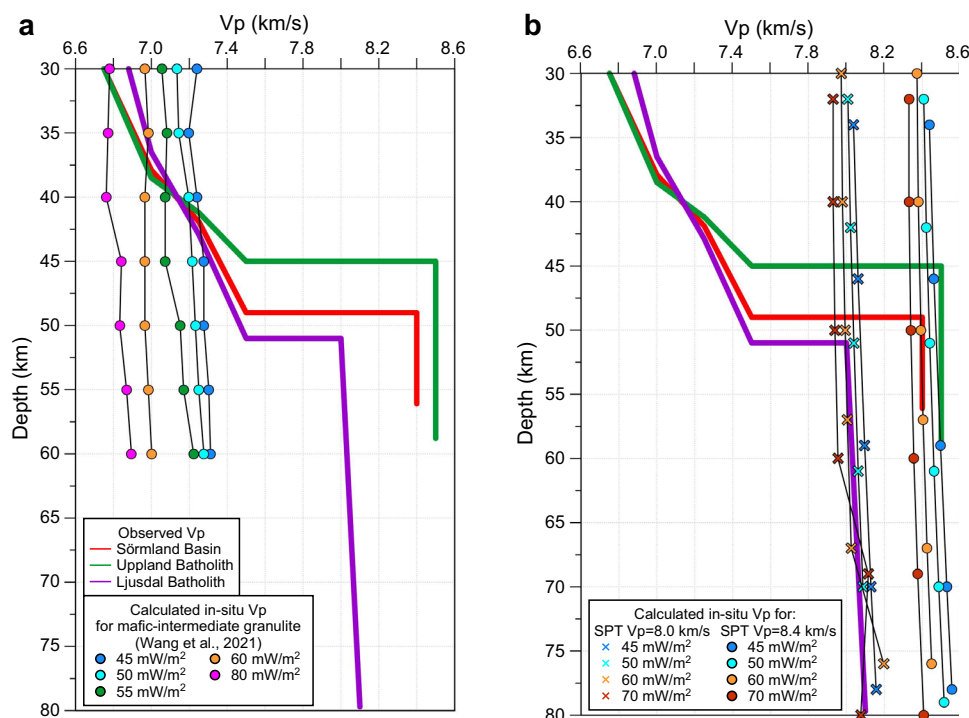 a
Vp (km/s)
6.6 7.0 7.4 7.8 8.2 8.6
30
35
40
45
50
55
60
65
70
75
80
Depth (km)
Observed Vp
Sörmland Basin
Uppland Batholith
Ljusdal Batholith
Calculated in-situ Vp
for mafic-intermediate granulite
(Wang et al., 2021)
45 mW/m² 60 mW/m²
50 mW/m² 80 mW/m²
55 mW/m²
b
Vp (km/s)
6.6 7.0 7.4 7.8 8.2 8.6
30
35
40
45
50
55
60
65
70
75
80
Depth (km)
Calculated in-situ Vp for:
SPT Vp=8.0 km/s SPT Vp=8.4 km/s
45 mW/m² 45 mW/m²
50 mW/m² 50 mW/m²
60 mW/m² 60 mW/m²
70 mW/m² 70 mW/m²